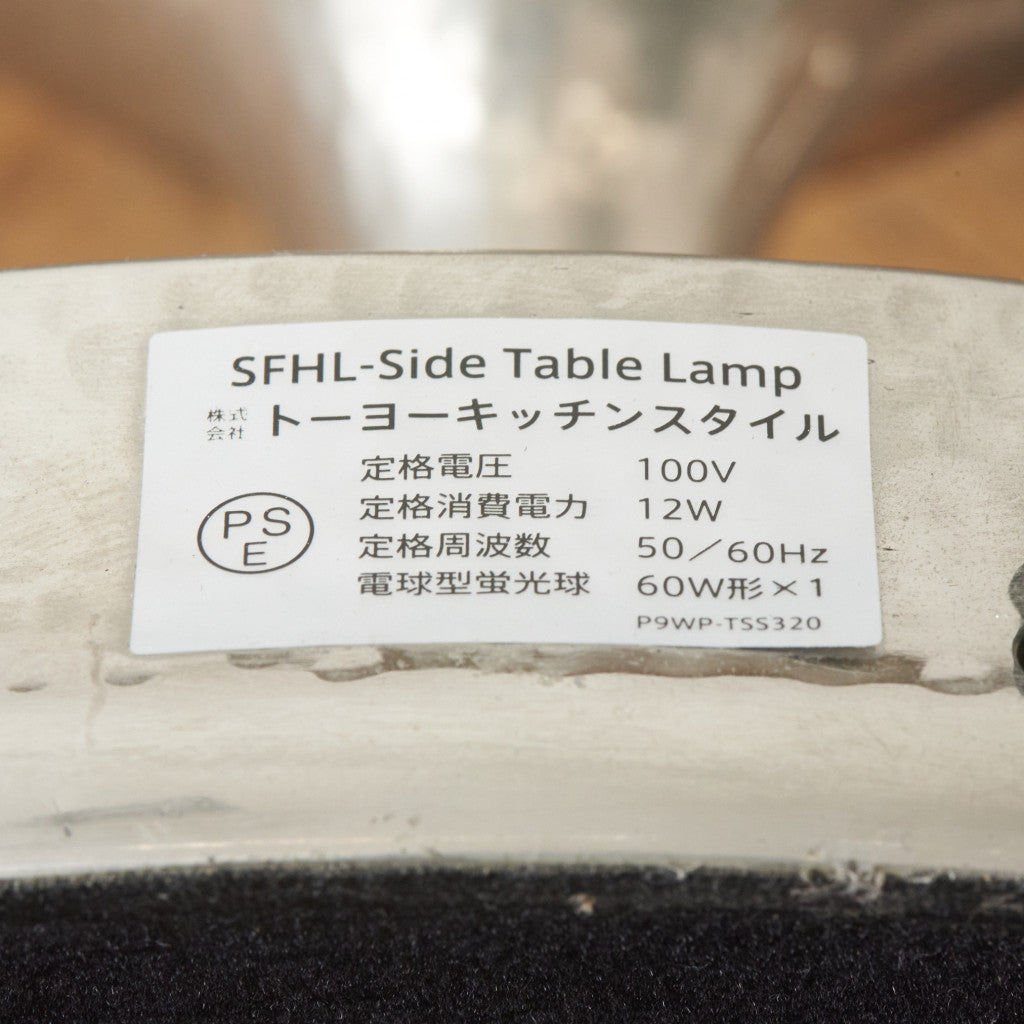 SFHL-Side Table Lamp
株式会社 トーヨーキッチンスタイル
定格電圧 100V
定格消費電力 12W
定格周波数 50／60Hz
電球型蛍光球 60W形×1
P9WP-TSS320
PSE